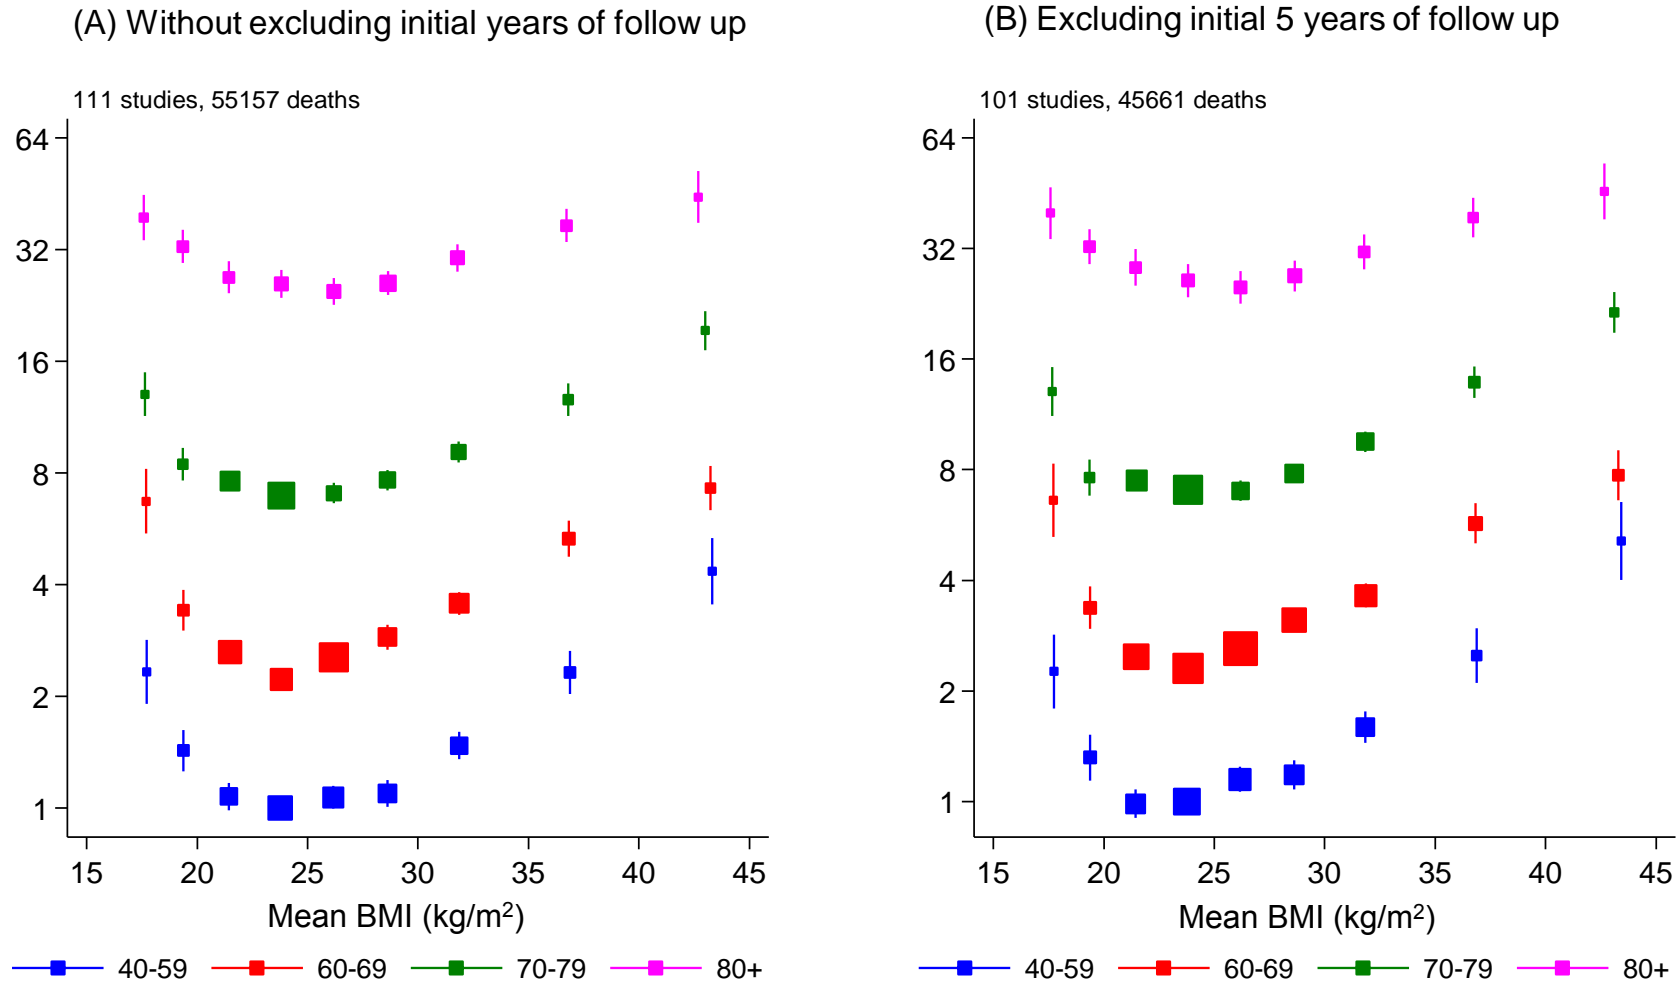 (A) Without excluding initial years of follow up
111 studies, 55157 deaths
64
32
16
8
4
2
1
15 20 25 30 35 40 45
Mean BMI (kg/m²)
40-59 60-69 70-79 80+
(B) Excluding initial 5 years of follow up
101 studies, 45661 deaths
64
32
16
8
4
2
1
15 20 25 30 35 40 45
Mean BMI (kg/m²)
40-59 60-69 70-79 80+